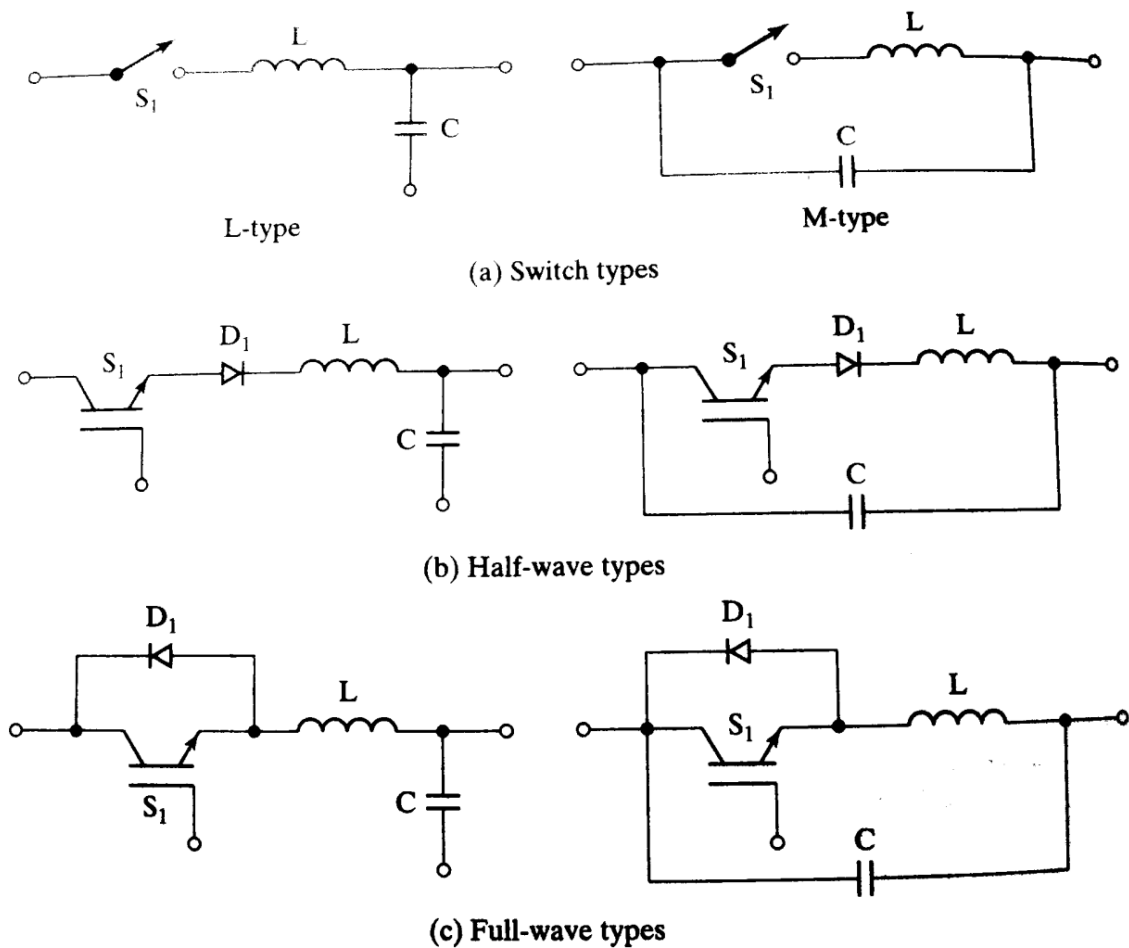 L
S₁
C
L-type
L
S₁
C
M-type
(a) Switch types
S₁
D₁
L
C
S₁
D₁
L
C
(b) Half-wave types
D₁
L
S₁
C
D₁
L
S₁
C
(c) Full-wave types